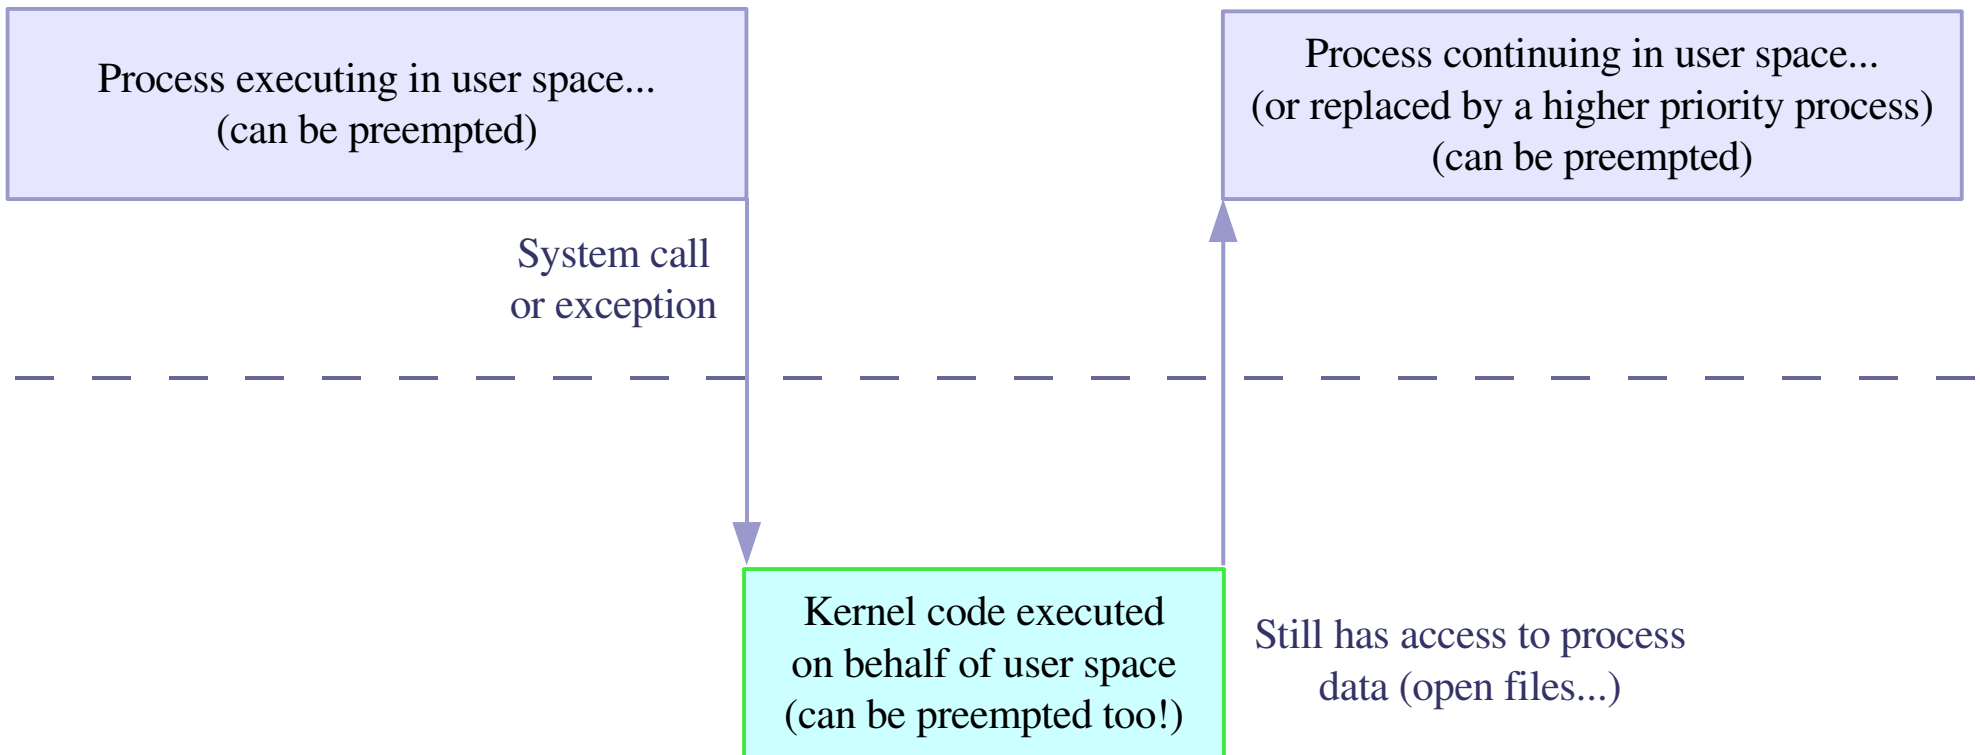 Process executing in user space...
(can be preempted)
Process continuing in user space...
(or replaced by a higher priority process)
(can be preempted)
System call
or exception
Kernel code executed
on behalf of user space
(can be preempted too!)
Still has access to process
data (open files...)